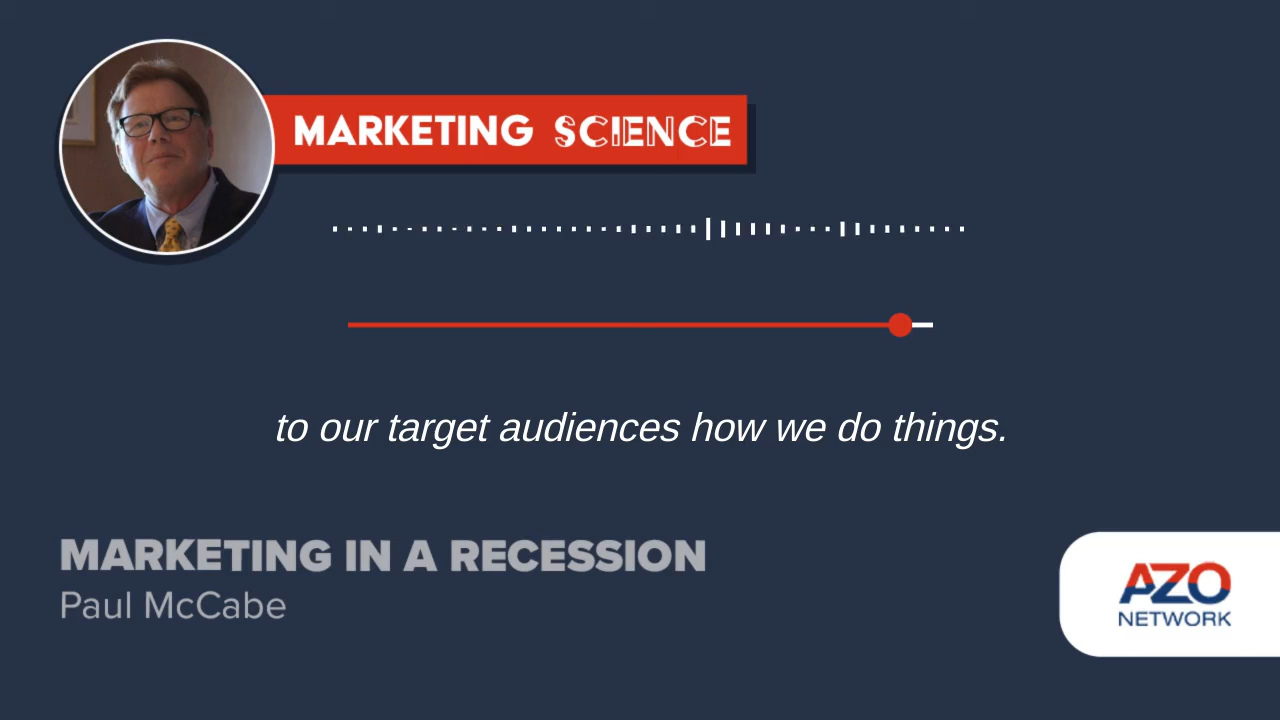 MARKETING SCIENCE
to our target audiences how we do things.
MARKETING IN A RECESSION
Paul McCabe
AZO
NETWORK